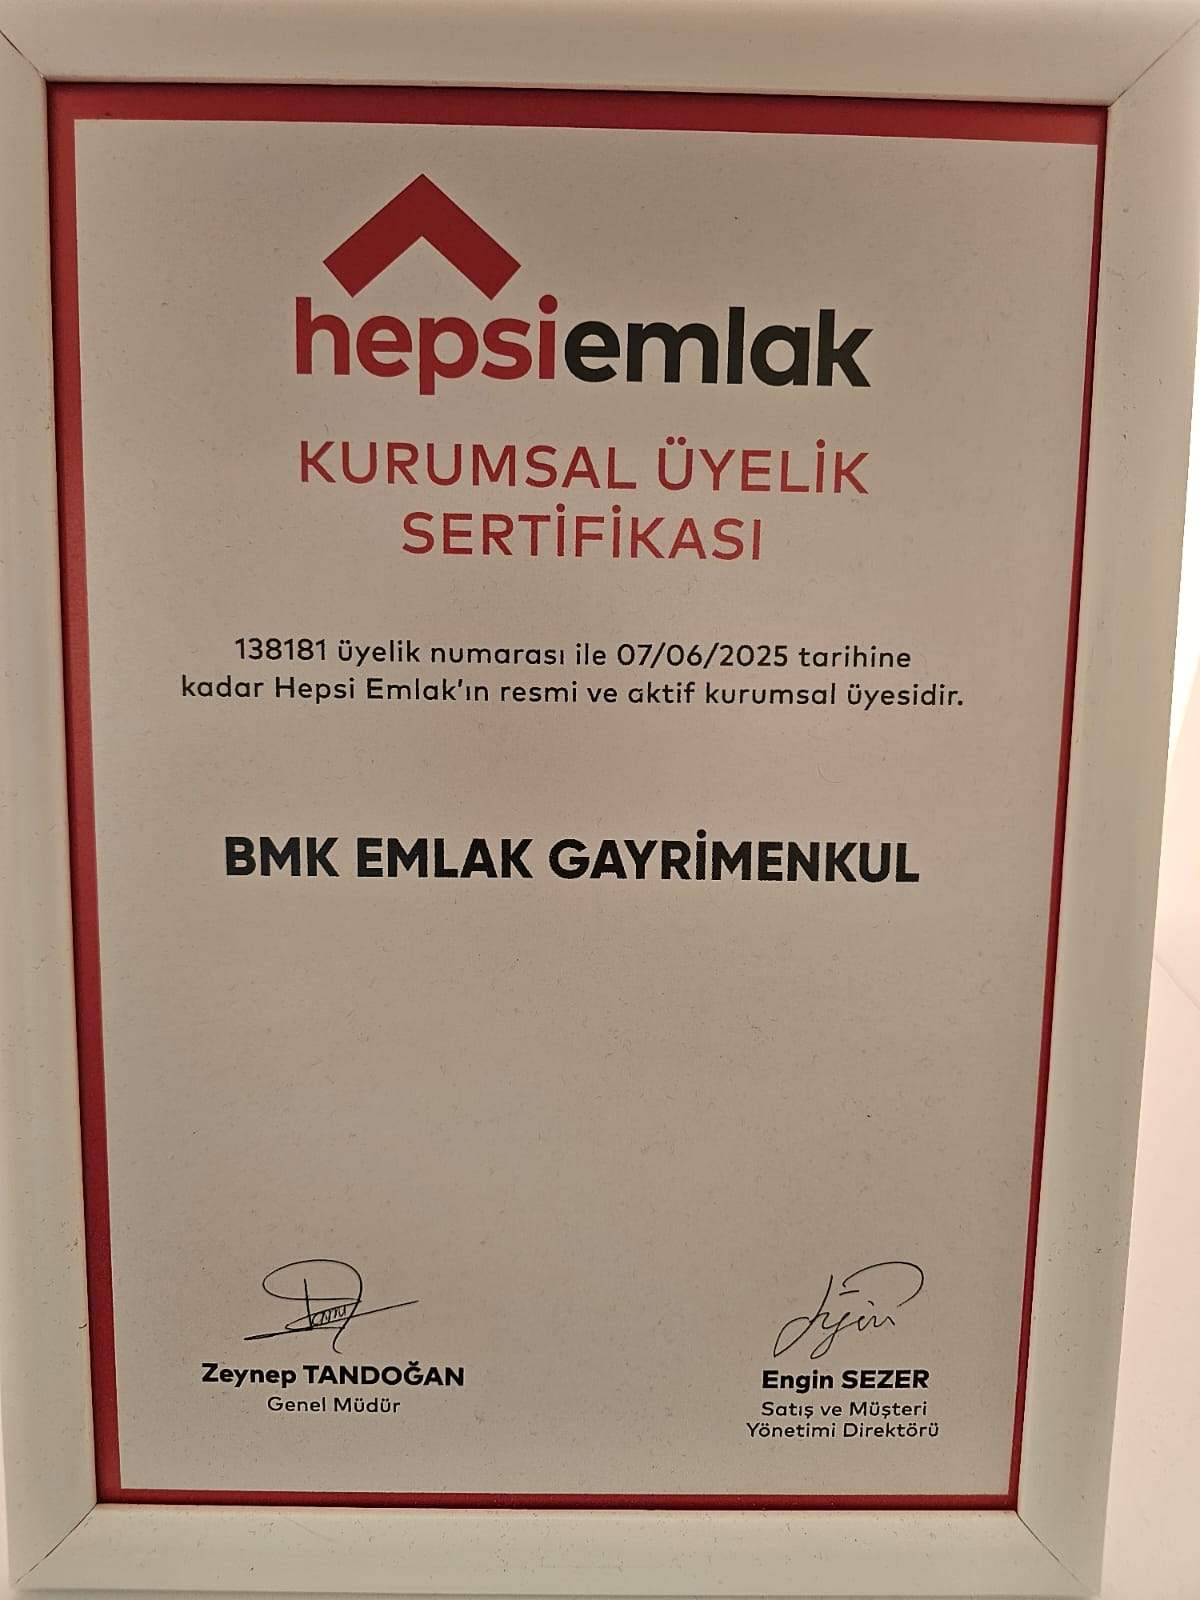 hepsiemlak
KURUMSAL ÜYELİK
SERTİFİKASI
138181 üyelik numarası ile 07/06/2025 tarihine
kadar Hepsi Emlak'ın resmi ve aktif kurumsal üyesidir.
BMK EMLAK GAYRİMENKUL
Zeynep TANDOĞAN
Genel Müdür
Engin SEZER
Satış ve Müşteri
Yönetimi Direktörü